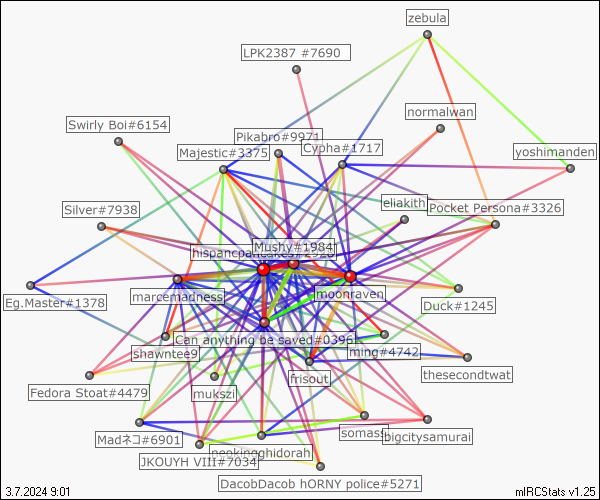 zebula
LPK2387 #7690
normalwan
Swirly Boi#6154
Pikabro#9971
Cypha#1717
Majestic#3375
yoshimanden
eliakith
Silver#7938
Pocket Persona#3326
Mushy#1984
hispancpancakes#2928
moonraven
marcemadness
Eg.Master#1378
Duck#1245
Can anything be saved#0396
shawntee9
ming#4742
frisout
thesecondtwat
Fedora Stoat#4479
mukszi
somass
bigcitysamurai
Madネコ#6901
neokingghidorah
JKOUYH VIII#7034
DacobDacob hORNY police#5271
3.7.2024 9:01
mIRCStats v1.25